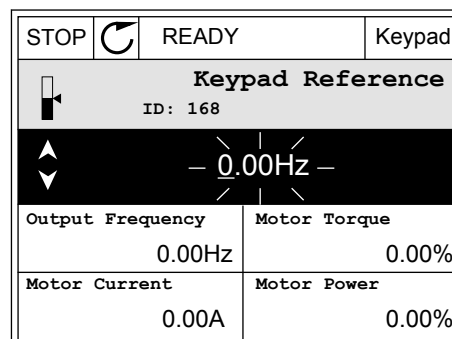 STOP READY Keypad
Keypad Reference
ID: 168
0.00Hz
Output Frequency Motor Torque
0.00Hz 0.00%
Motor Current Motor Power
0.00A 0.00%